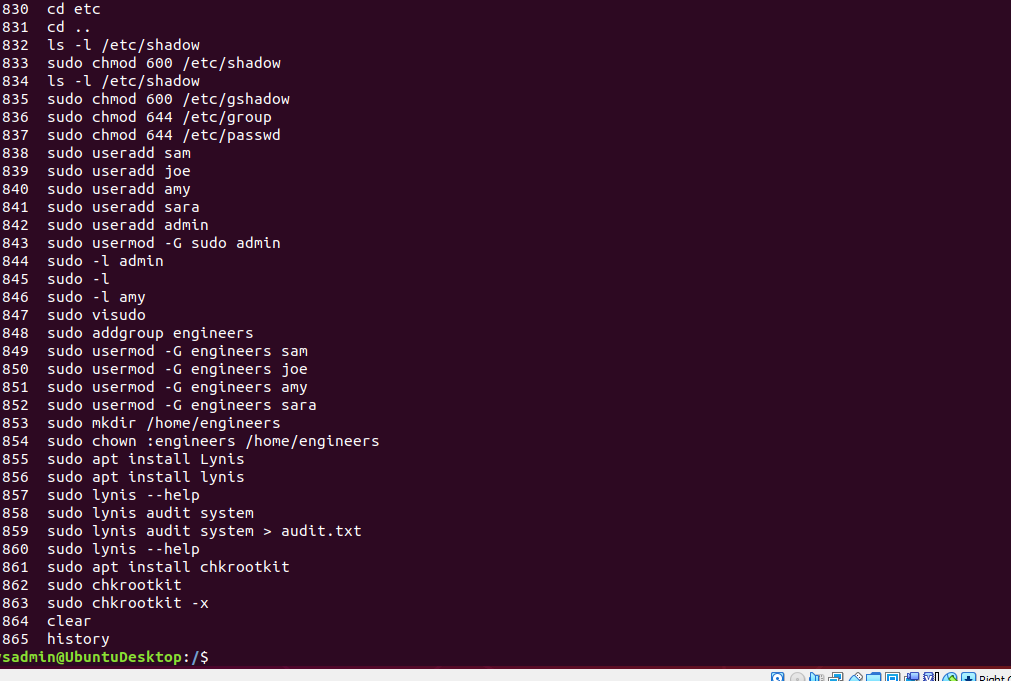 830 cd etc
831 cd ..
832 ls -l /etc/shadow
833 sudo chmod 600 /etc/shadow
834 ls -l /etc/shadow
835 sudo chmod 600 /etc/gshadow
836 sudo chmod 644 /etc/group
837 sudo chmod 644 /etc/passwd
838 sudo useradd sam
839 sudo useradd joe
840 sudo useradd amy
841 sudo useradd sara
842 sudo useradd admin
843 sudo usermod -G sudo admin
844 sudo -l admin
845 sudo -l
846 sudo -l amy
847 sudo visudo
848 sudo addgroup engineers
849 sudo usermod -G engineers sam
850 sudo usermod -G engineers joe
851 sudo usermod -G engineers amy
852 sudo usermod -G engineers sara
853 sudo mkdir /home/engineers
854 sudo chown :engineers /home/engineers
855 sudo apt install Lynis
856 sudo apt install lynis
857 sudo lynis --help
858 sudo lynis audit system
859 sudo lynis audit system > audit.txt
860 sudo lynis --help
861 sudo apt install chkrootkit
862 sudo chkrootkit
863 sudo chkrootkit -x
864 clear
865 history
ysadmin@UbuntuDesktop:/$
Right